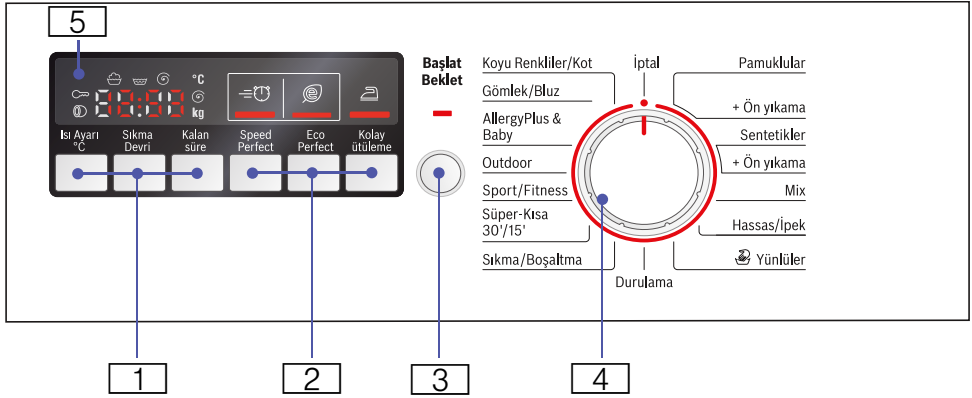 5
°C
18:03
kg
Isı Ayarı
°C
Sıkma
Devri
Kalan
süre
Speed
Perfect
Eco
Perfect
Kolay
ütüleme
Başlat
Beklet
Koyu Renkliler/Kot
Gömlek/Bluz
AllergyPlus &
Baby
Outdoor
Sport/Fitness
Süper-Kısa
30'/15'
Sıkma/Boşaltma
İptal
Durulama
Pamuklular
+ Ön yıkama
Sentetikler
+ Ön yıkama
Mix
Hassas/İpek
Yünlüler
1
2
3
4